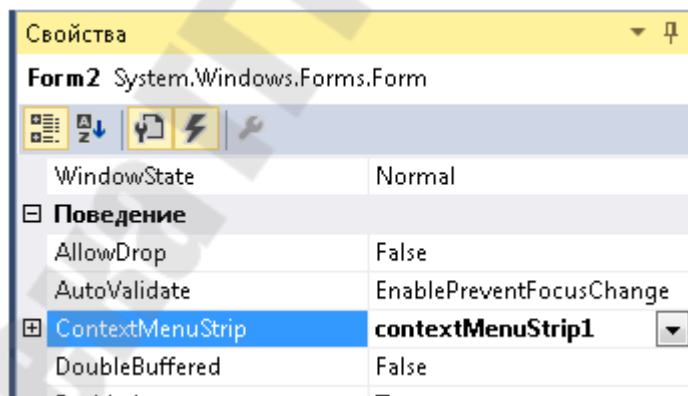 Свойства
Form2 System.Windows.Forms.Form
WindowState Normal
Поведение
AllowDrop False
AutoValidate EnablePreventFocusChange
ContextMenuStrip contextMenuStrip1
DoubleBuffered False